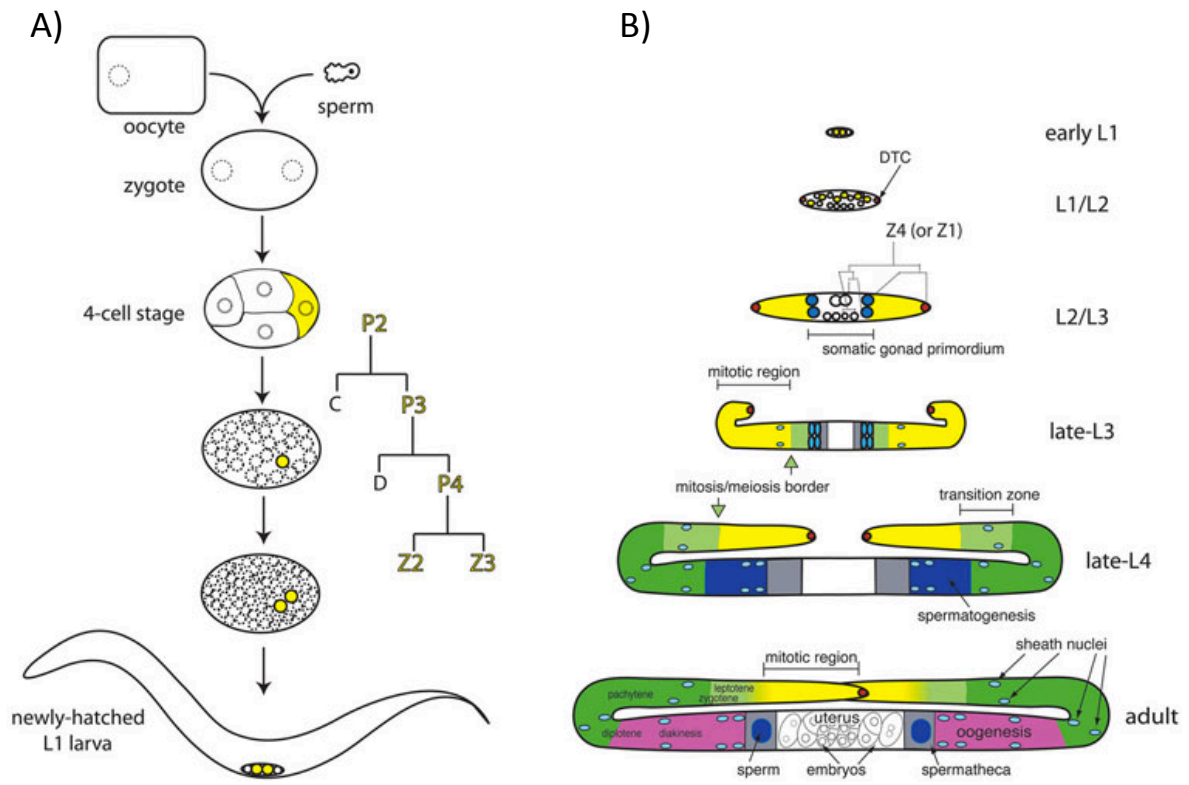 A)
oocyte
sperm
zygote
4-cell stage
P2
C
P3
D
P4
Z2
Z3
newly-hatched
L1 larva
B)
early L1
DTC
L1/L2
Z4 (or Z1)
L2/L3
somatic gonad primordium
mitotic region
late-L3
mitosis/meiosis border
transition zone
late-L4
spermatogenesis
sheath nuclei
mitotic region
pachytene
leptotene
zygotene
adult
uterus
diplotene
diakinesis
oogenesis
sperm
embryos
spermatheca